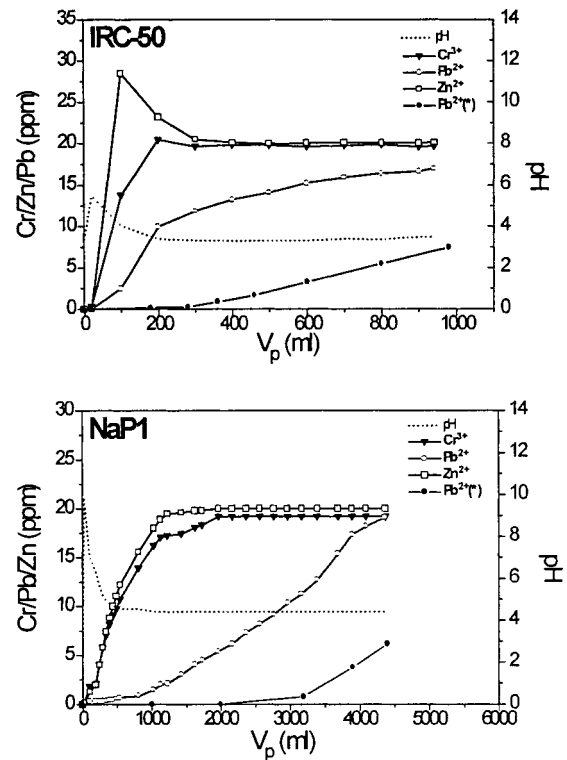 IRC-50
pH
Cr3+
Pb2+
Zn2+
Pb2+(*)
Cr/Zn/Pb (ppm)
35
30
25
20
15
10
5
0
14
12
10
8
6
4
2
0
pH
0 200 400 600 800 1000
Vp (ml)
NaP1
pH
Cr3+
Pb2+
Zn2+
Pb2+(*)
Cr/Pb/Zn (ppm)
30
25
20
15
10
5
0
14
12
10
8
6
4
2
0
pH
0 1000 2000 3000 4000 5000 6000
Vp (ml)